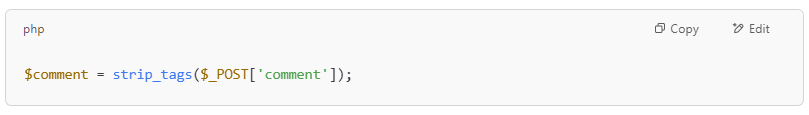 php
Copy
Edit
$comment = strip_tags($_POST['comment']);